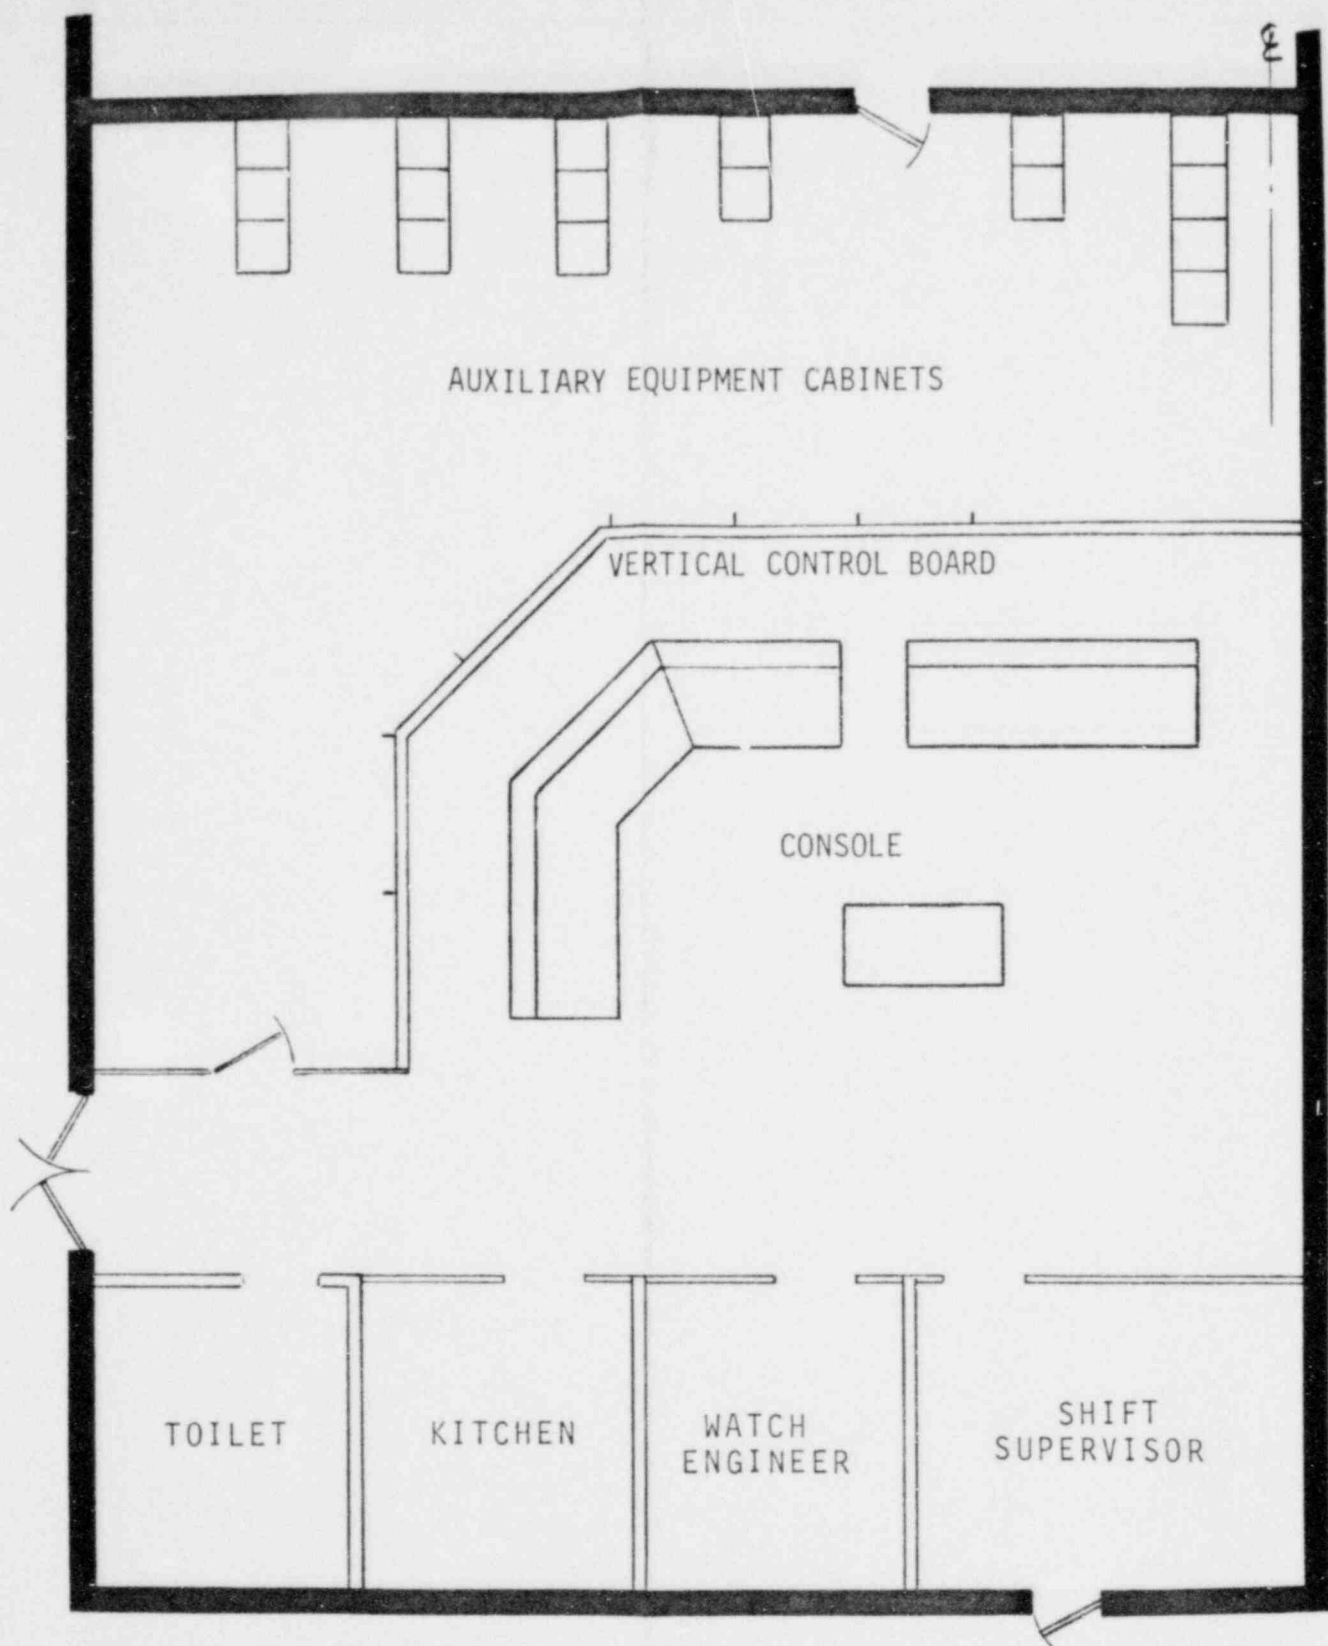 AUXILIARY EQUIPMENT CABINETS
VERTICAL CONTROL BOARD
CONSOLE
TOILET
KITCHEN
WATCH
ENGINEER
SHIFT
SUPERVISOR